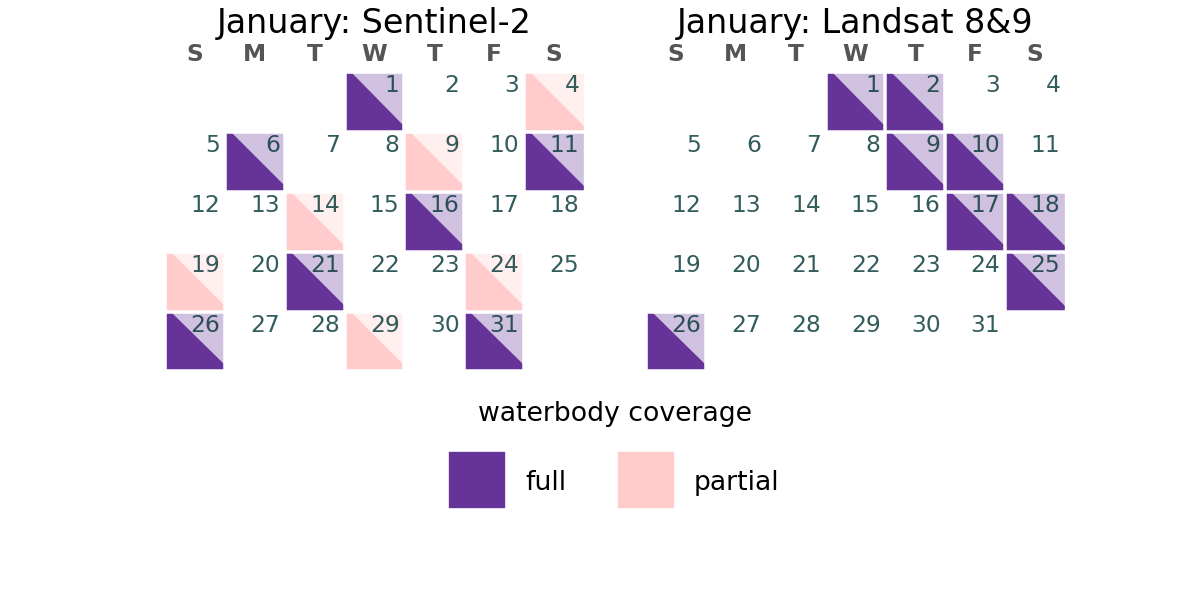 January: Sentinel-2
S M T W T F S
1 2 3 4
5 6 7 8 9 10 11
12 13 14 15 16 17 18
19 20 21 22 23 24 25
26 27 28 29 30 31
January: Landsat 8&9
S M T W T F S
1 2 3 4
5 6 7 8 9 10 11
12 13 14 15 16 17 18
19 20 21 22 23 24 25
26 27 28 29 30 31
waterbody coverage
full
partial